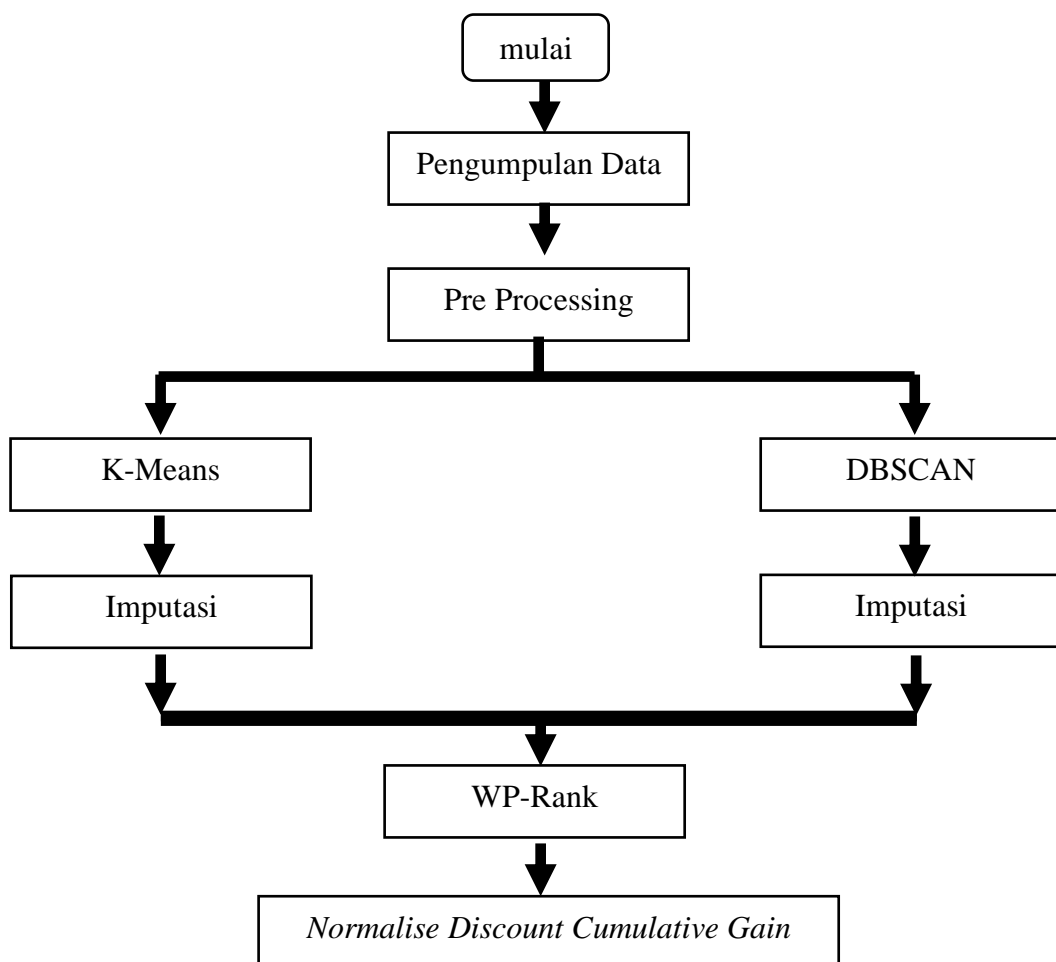 mulai
Pengumpulan Data
Pre Processing
K-Means
DBSCAN
Imputasi
Imputasi
WP-Rank
Normalise Discount Cumulative Gain